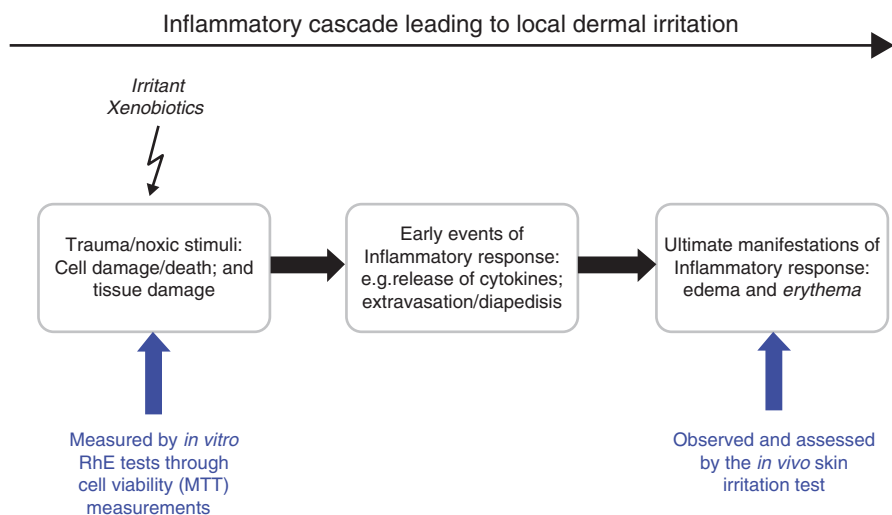 Inflammatory cascade leading to local dermal irritation
Irritant
Xenobiotics
Trauma/noxic stimuli:
Cell damage/death; and
tissue damage
Early events of
Inflammatory response:
e.g.release of cytokines;
extravasation/diapedisis
Ultimate manifestations of
Inflammatory response:
edema and erythema
Measured by in vitro
RhE tests through
cell viability (MTT)
measurements
Observed and assessed
by the in vivo skin
irritation test